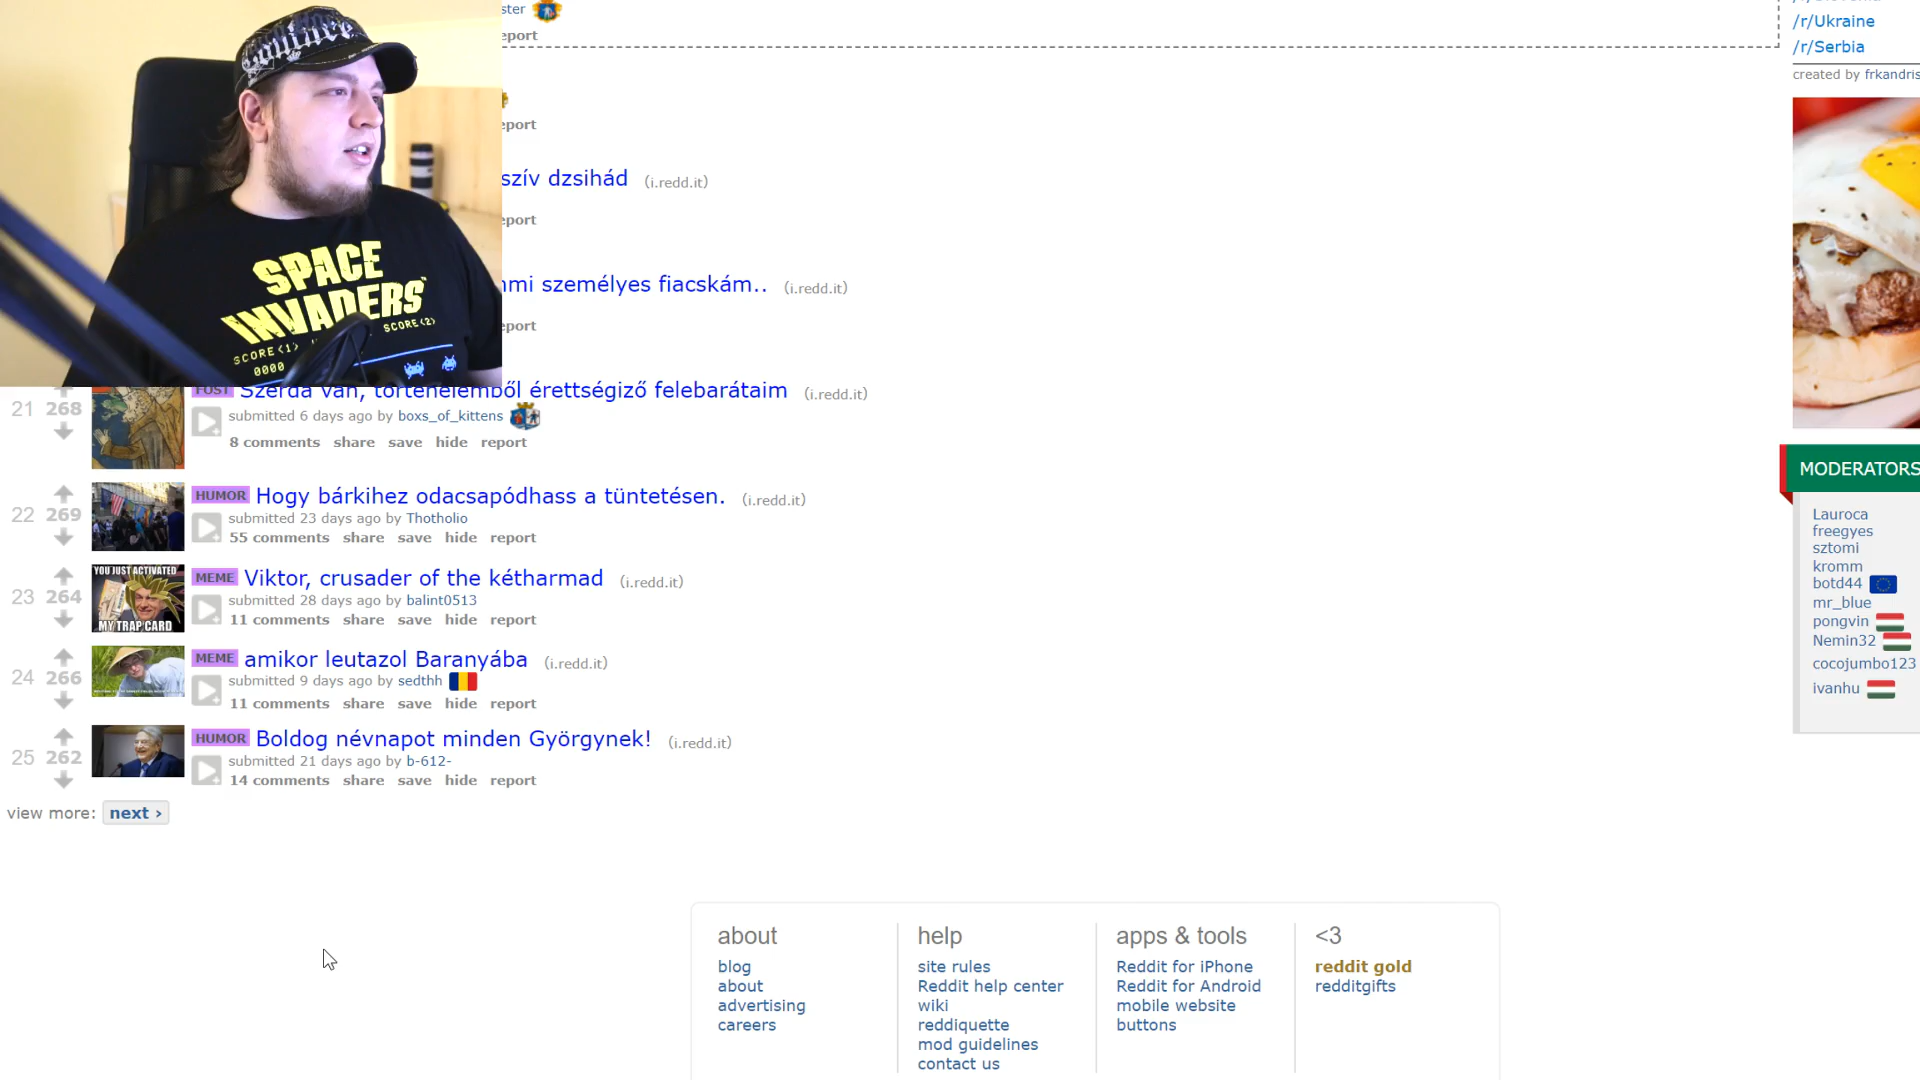 ster
/r/Ukraine
eport
/r/Serbia
created by frkandris
eport
szív dzsihád (i.redd.it)
eport
mi személyes fiacskám.. (i.redd.it)
eport
SPACE
INVADERS
SCORE<1>
SCORE<2>
0000
Szerda van, történelemből érettségiző felebarátaim (i.redd.it)
21 268
submitted 6 days ago by boxs_of_kittens
8 comments share save hide report
MODERATORS
HUMOR Hogy bárkihez odacsapódhass a tüntetésen. (i.redd.it)
22 269
submitted 23 days ago by Thotholio
55 comments share save hide report
Lauroca
freegyes
sztomi
kromm
botd44
mr_blue
pongvin
Nemin32
cocojumbo123
ivanhu
YOU JUST ACTIVATED
MY TRAP CARD
MEME Viktor, crusader of the kétharmad (i.redd.it)
23 264
submitted 28 days ago by balint0513
11 comments share save hide report
MEME amikor leutazol Baranyába (i.redd.it)
24 266
submitted 9 days ago by sedthh
11 comments share save hide report
HUMOR Boldog névnapot minden Györgynek! (i.redd.it)
25 262
submitted 21 days ago by b-612-
14 comments share save hide report
view more: next ›
about
blog
about
advertising
careers
help
site rules
Reddit help center
wiki
reddiquette
mod guidelines
contact us
apps & tools
Reddit for iPhone
Reddit for Android
mobile website
buttons
<3
reddit gold
redditgifts